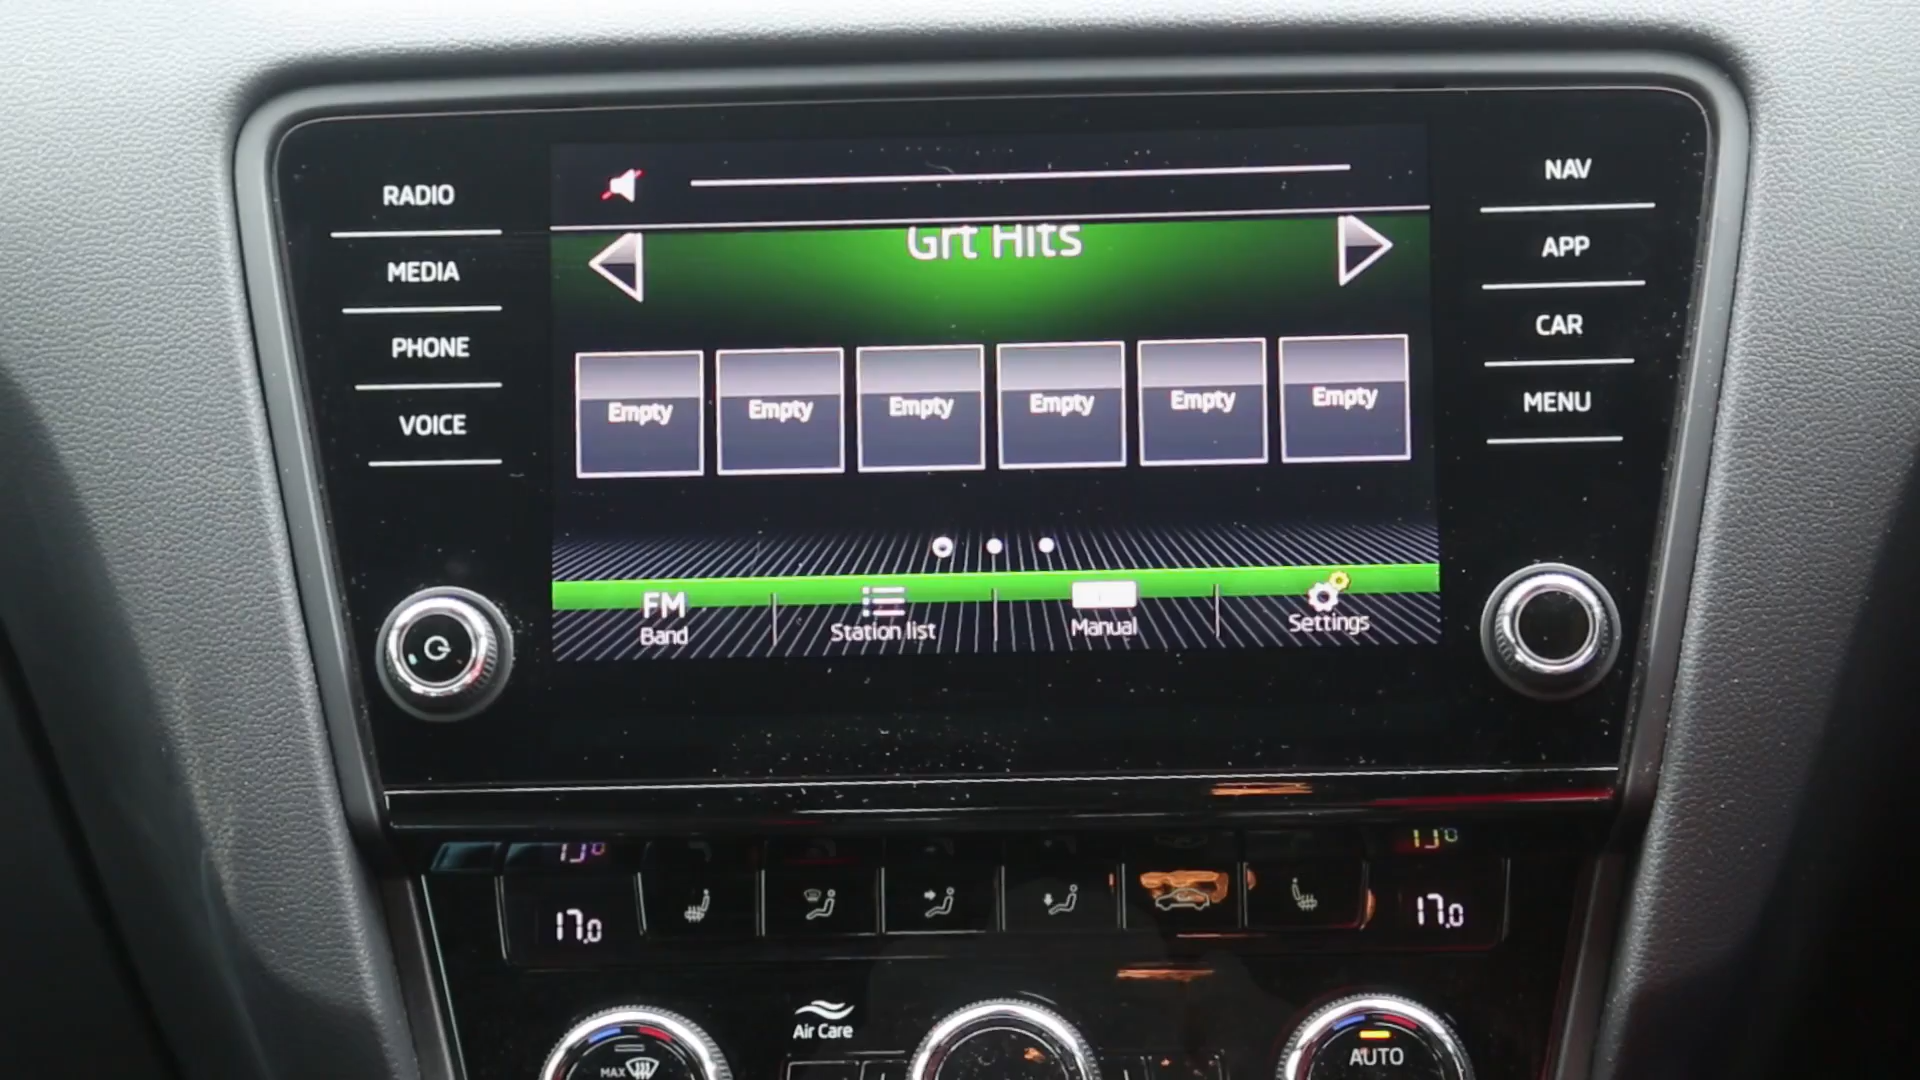 RADIO
MEDIA
PHONE
VOICE
Grt Hits
Empty Empty Empty Empty Empty Empty
FM
Band
Station list
Manual
Settings
NAV
APP
CAR
MENU
17.0
17.0
Air Care
MAX
AUTO